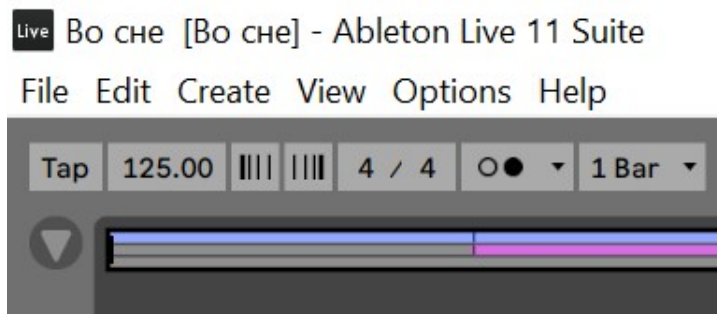 Live Во сне [Во сне] - Ableton Live 11 Suite
File Edit Create View Options Help
Tap 125.00 4 / 4 1 Bar